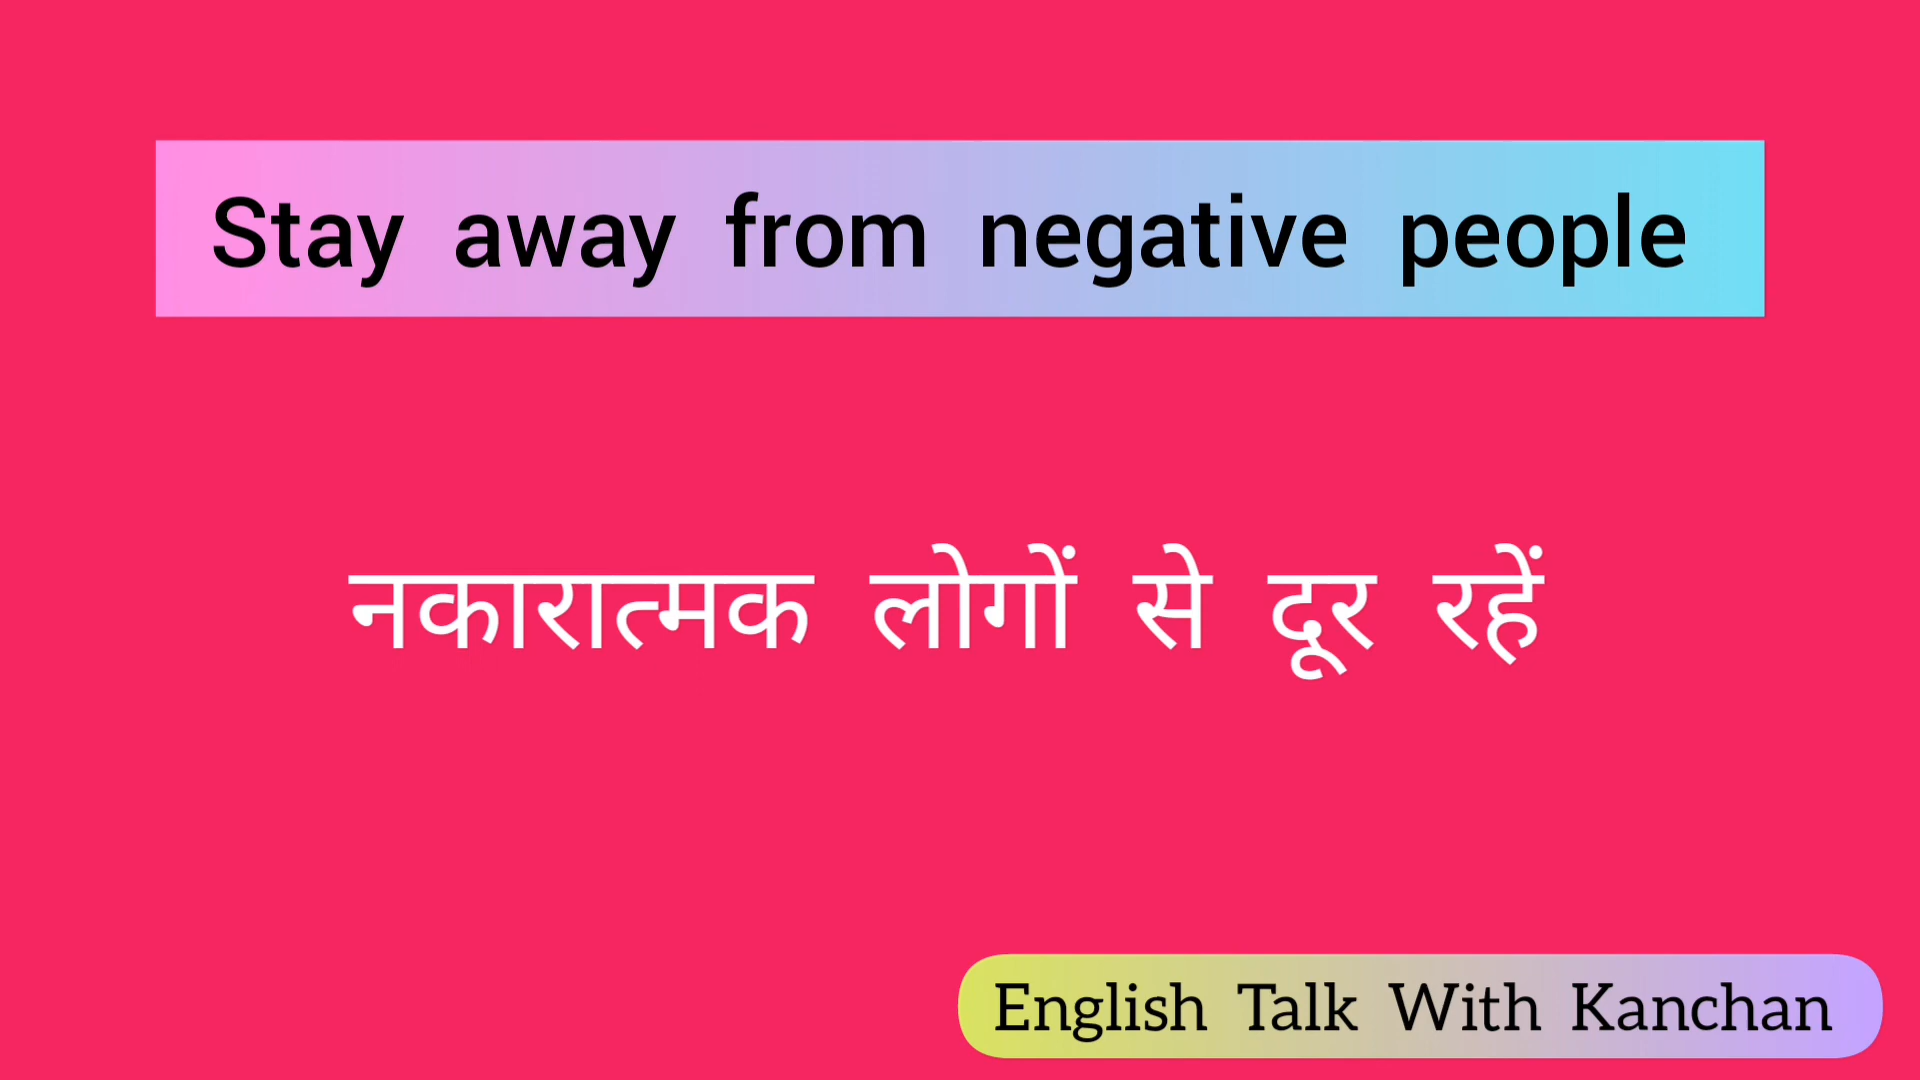 Stay away from negative people
नकारात्मक लोगों से दूर रहें
English Talk With Kanchan